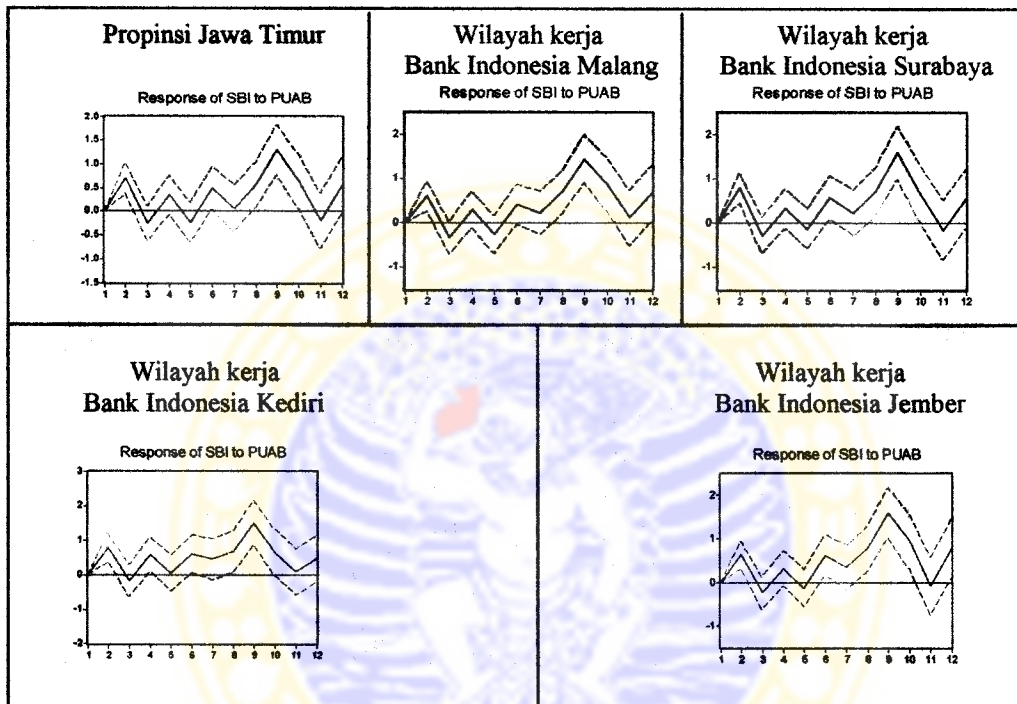 Propinsi Jawa Timur
Response of SBI to PUAB
2.0
1.5
1.0
0.5
0.0
-0.5
-1.0
-1.5
1 2 3 4 5 6 7 8 9 10 11 12
Wilayah kerja
Bank Indonesia Malang
Response of SBI to PUAB
2
1
0
-1
1 2 3 4 5 6 7 8 9 10 11 12
Wilayah kerja
Bank Indonesia Surabaya
Response of SBI to PUAB
2
1
0
-1
1 2 3 4 5 6 7 8 9 10 11 12
Wilayah kerja
Bank Indonesia Kediri
Response of SBI to PUAB
3
2
1
0
-1
-2
1 2 3 4 5 6 7 8 9 10 11 12
Wilayah kerja
Bank Indonesia Jember
Response of SBI to PUAB
2
1
0
-1
1 2 3 4 5 6 7 8 9 10 11 12